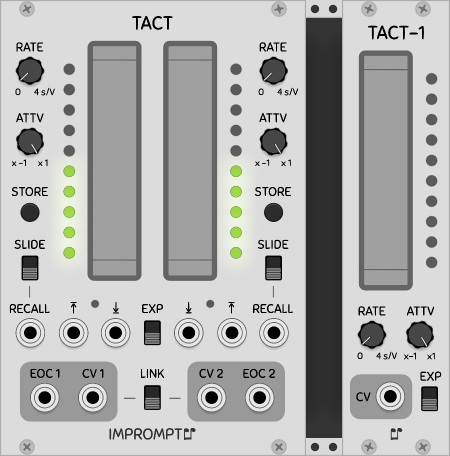 TACT
RATE
0 4 s/V
ATTV
x -1 x 1
STORE
SLIDE
RECALL
EXP
RATE
0 4 s/V
ATTV
x -1 x 1
STORE
SLIDE
RECALL
EOC 1 CV 1 LINK CV 2 EOC 2
IMPROMPT
TACT-1
RATE ATTV
0 4 s/V x-1 x1
CV EXP